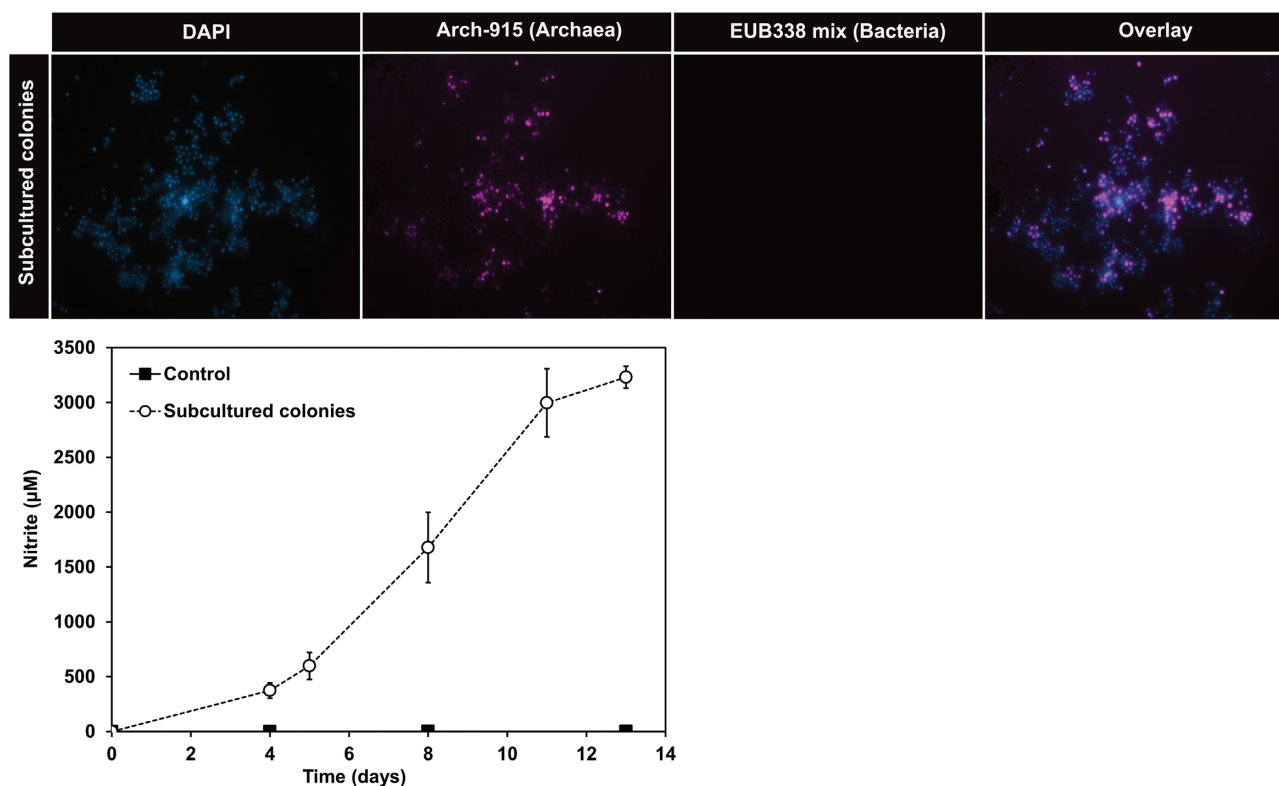 DAPI
Arch-915 (Archaea)
EUB338 mix (Bacteria)
Overlay
Subcultured colonies
3500
3000
2500
2000
1500
1000
500
0
Nitrite (µM)
Control
Subcultured colonies
0 2 4 6 8 10 12 14
Time (days)